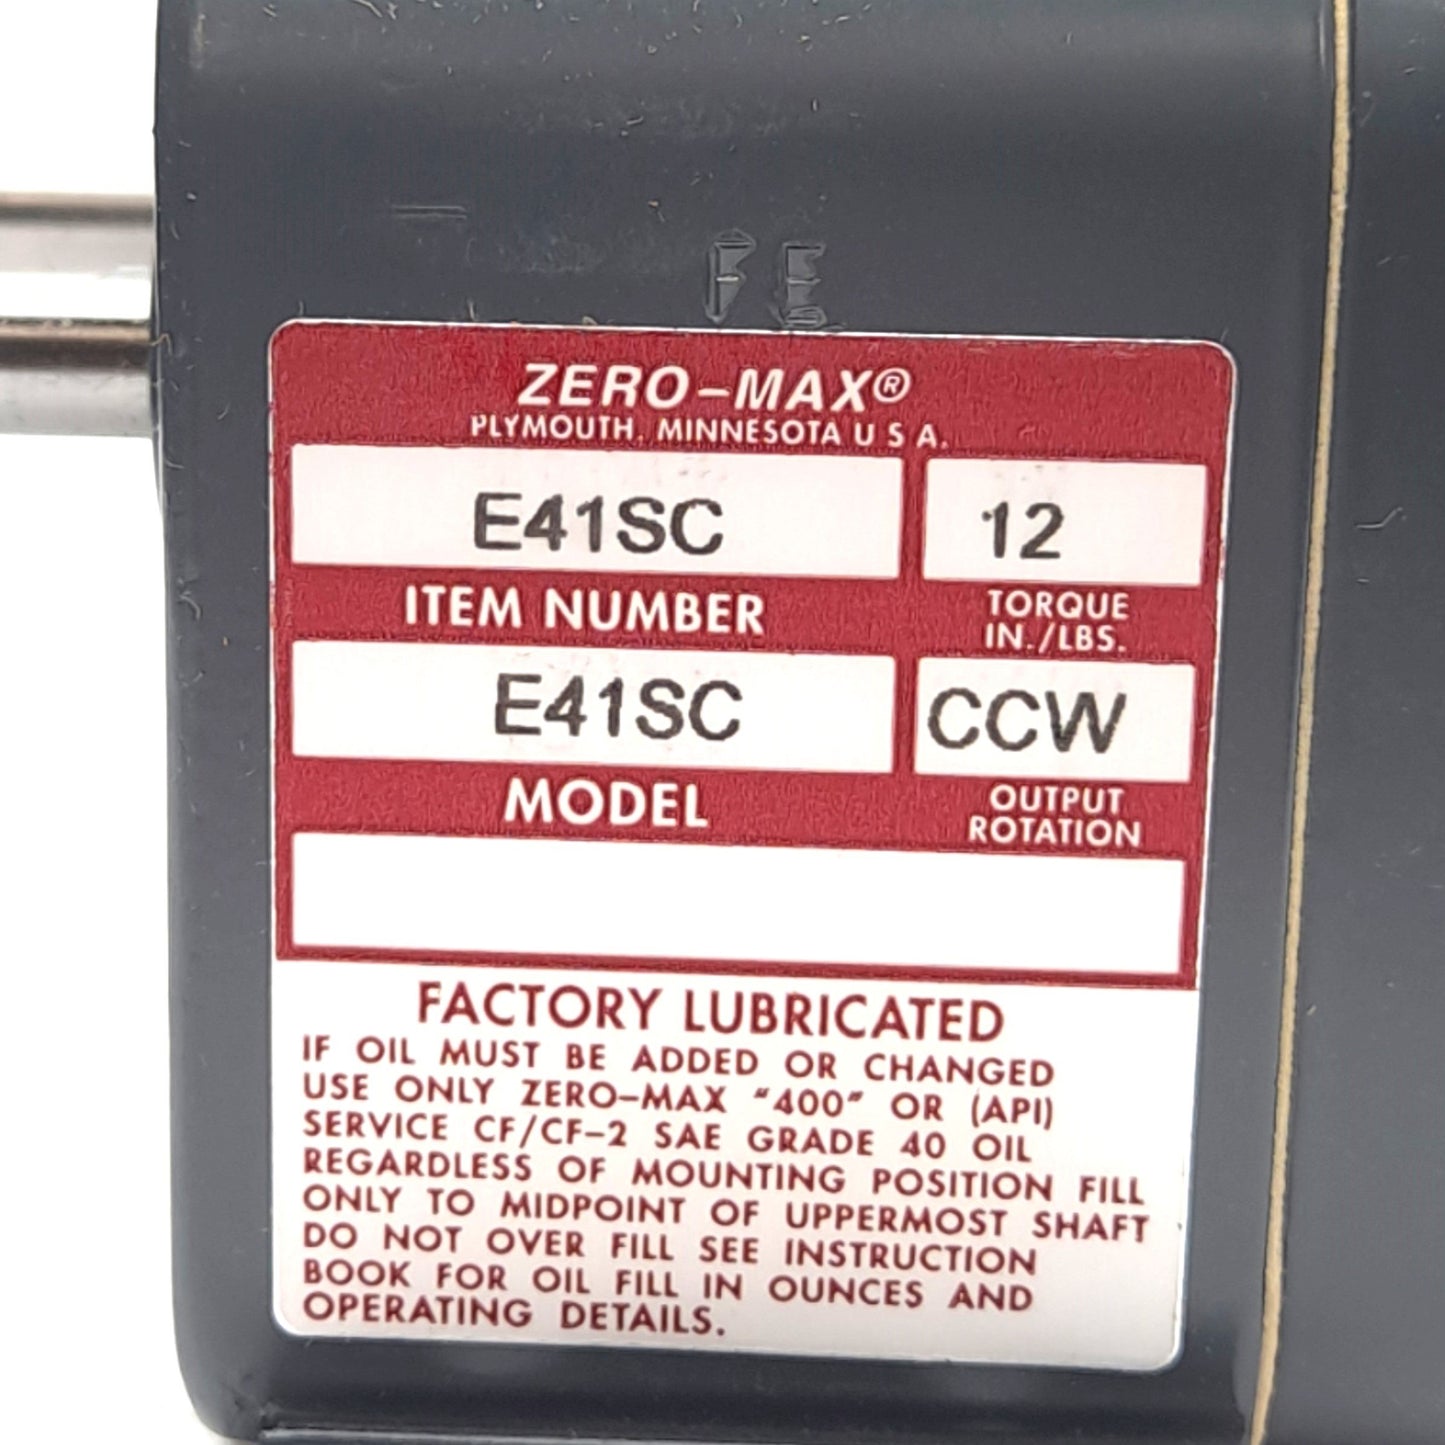 FE
ZERO-MAX®
PLYMOUTH, MINNESOTA U S A.
E41SC 12
ITEM NUMBER TORQUE IN./LBS.
E41SC CCW
MODEL OUTPUT ROTATION
FACTORY LUBRICATED
IF OIL MUST BE ADDED OR CHANGED
USE ONLY ZERO-MAX "400" OR (API)
SERVICE CF/CF-2 SAE GRADE 40 OIL
REGARDLESS OF MOUNTING POSITION FILL
ONLY TO MIDPOINT OF UPPERMOST SHAFT
DO NOT OVER FILL SEE INSTRUCTION
BOOK FOR OIL FILL IN OUNCES AND
OPERATING DETAILS.